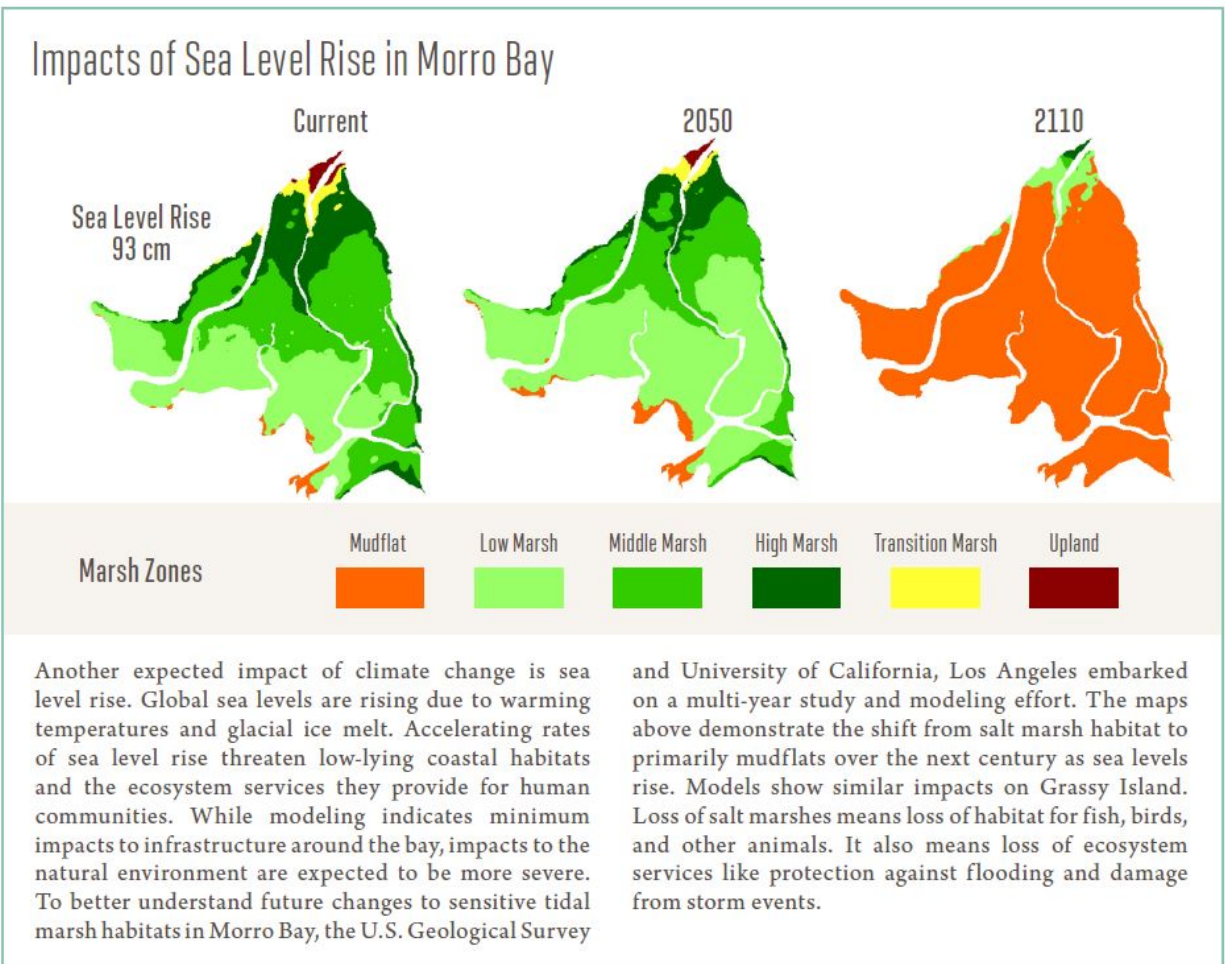 Impacts of Sea Level Rise in Morro Bay
Current
2050
2110
Sea Level Rise
93 cm
Marsh Zones
Mudflat
Low Marsh
Middle Marsh
High Marsh
Transition Marsh
Upland
Another expected impact of climate change is sea
level rise. Global sea levels are rising due to warming
temperatures and glacial ice melt. Accelerating rates
of sea level rise threaten low-lying coastal habitats
and the ecosystem services they provide for human
communities. While modeling indicates minimum
impacts to infrastructure around the bay, impacts to the
natural environment are expected to be more severe.
To better understand future changes to sensitive tidal
marsh habitats in Morro Bay, the U.S. Geological Survey
and University of California, Los Angeles embarked
on a multi-year study and modeling effort. The maps
above demonstrate the shift from salt marsh habitat to
primarily mudflats over the next century as sea levels
rise. Models show similar impacts on Grassy Island.
Loss of salt marshes means loss of habitat for fish, birds,
and other animals. It also means loss of ecosystem
services like protection against flooding and damage
from storm events.